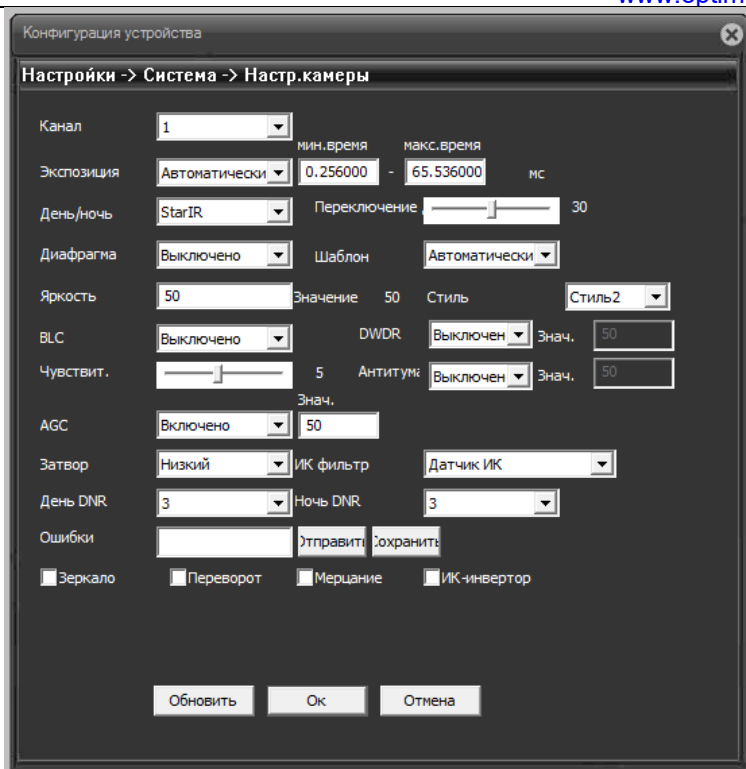 www.optim
Конфигурация устройства
Настройки -> Система -> Настр.камеры
Канал 1
мин.время макс.время
Экспозиция Автоматически 0.256000 - 65.536000 мс
День/ночь StarIR Переключение 30
Диафрагма Выключено Шаблон Автоматически
Яркость 50 Значение 50 Стиль Стиль2
BLC Выключено DWDR Выключен Знач. 50
Чувствит. 5 Антитума Выключен Знач. 50
Знач.
AGC Включено 50
Затвор Низкий ИК фильтр Датчик ИК
День DNR 3 Ночь DNR 3
Ошибки Отправить Сохранить
Зеркало Переворот Мерцание ИК-инвертор
Обновить Ок Отмена